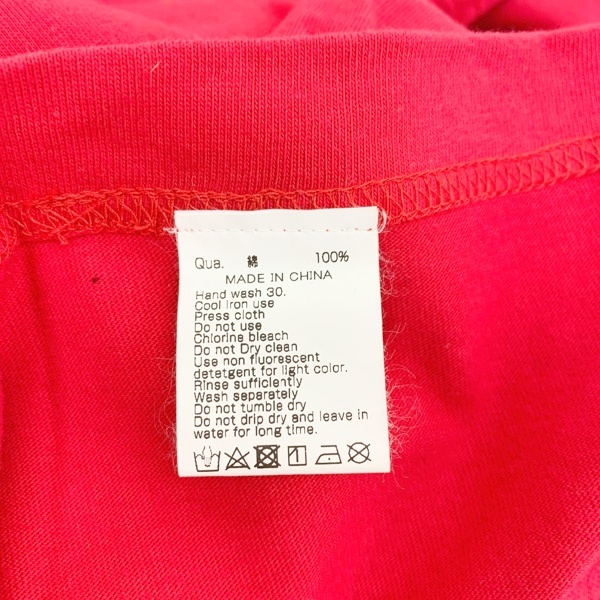 Qua. 綿 100%
MADE IN CHINA
Hand wash 30.
Cool Iron use
Press cloth
Do not use
Chlorine bleach
Do not Dry clean
Use non fluorescent
detetgent for light color.
Rinse sufficiently
Wash separately
Do not tumble dry
Do not drip dry and leave in
water for long time.